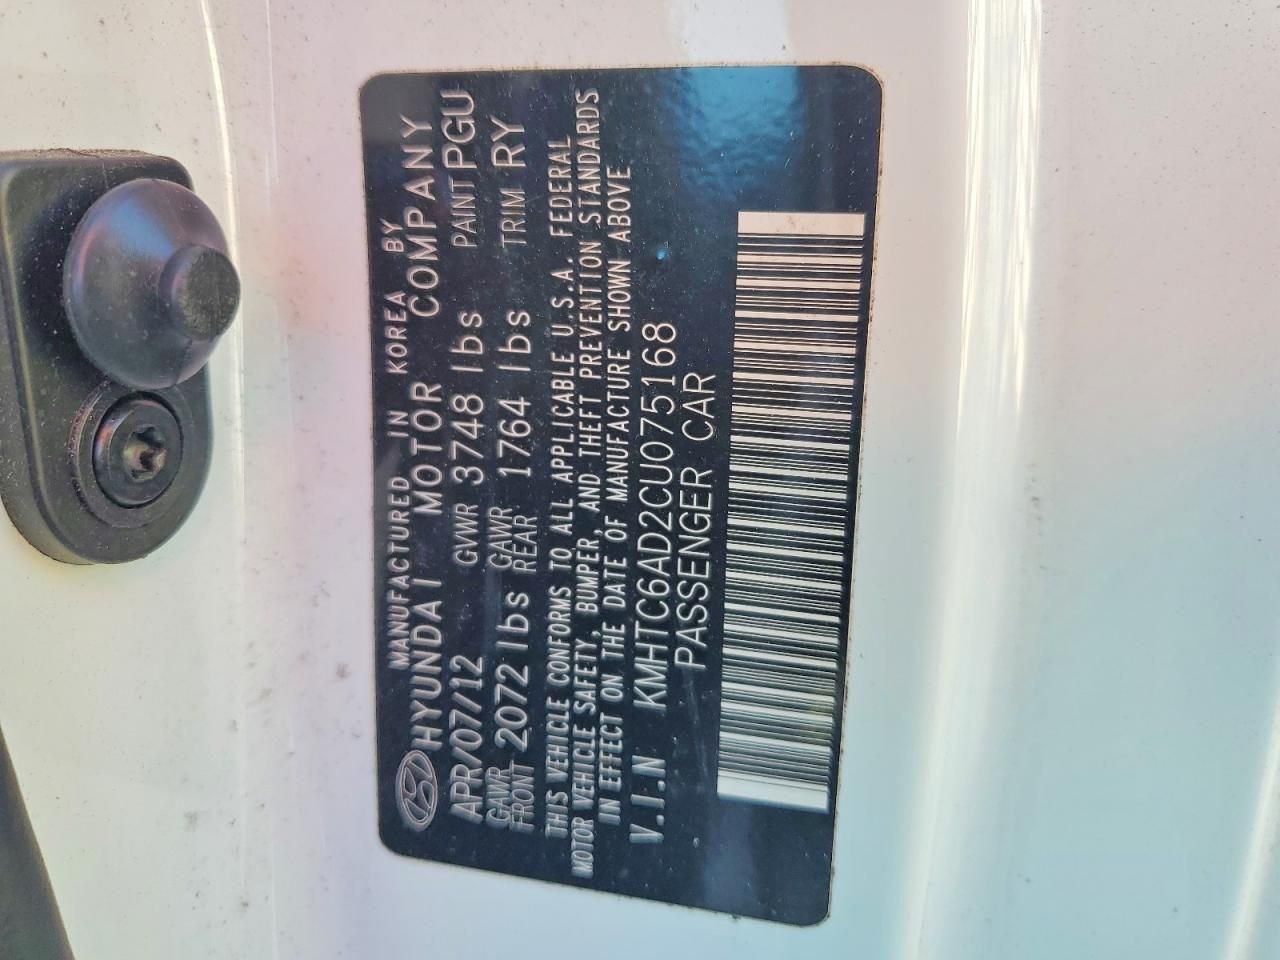 MANUFACTURED IN KOREA BY
HYUNDAI MOTOR COMPANY
APR/07/12 GVWR 3748 lbs PAINT PGU
GAWR FRONT 2072 lbs GAWR REAR 1764 lbs TRIM RY
THIS VEHICLE CONFORMS TO ALL APPLICABLE U.S.A. FEDERAL
MOTOR VEHICLE SAFETY, BUMPER, AND THEFT PREVENTION STANDARDS
IN EFFECT ON THE DATE OF MANUFACTURE SHOWN ABOVE
V.I.N KMHTC6AD2CU075168
PASSENGER CAR